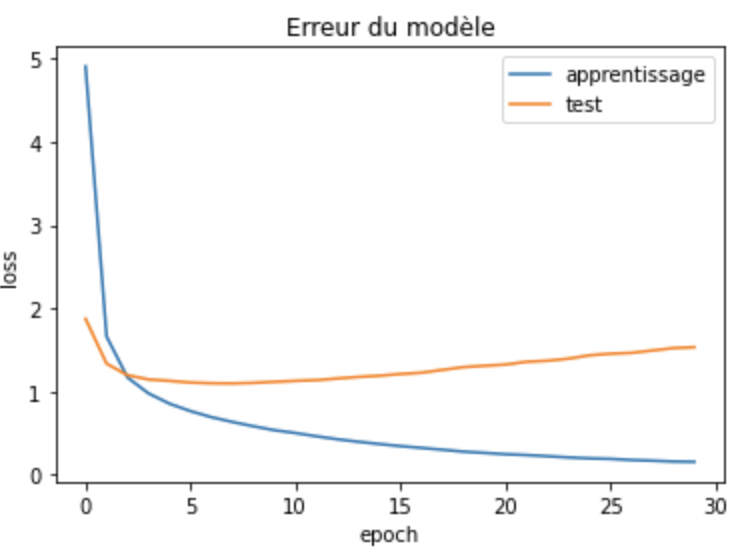 Erreur du modèle
apprentissage
test
5
4
3
2
1
0
loss
0 5 10 15 20 25 30
epoch